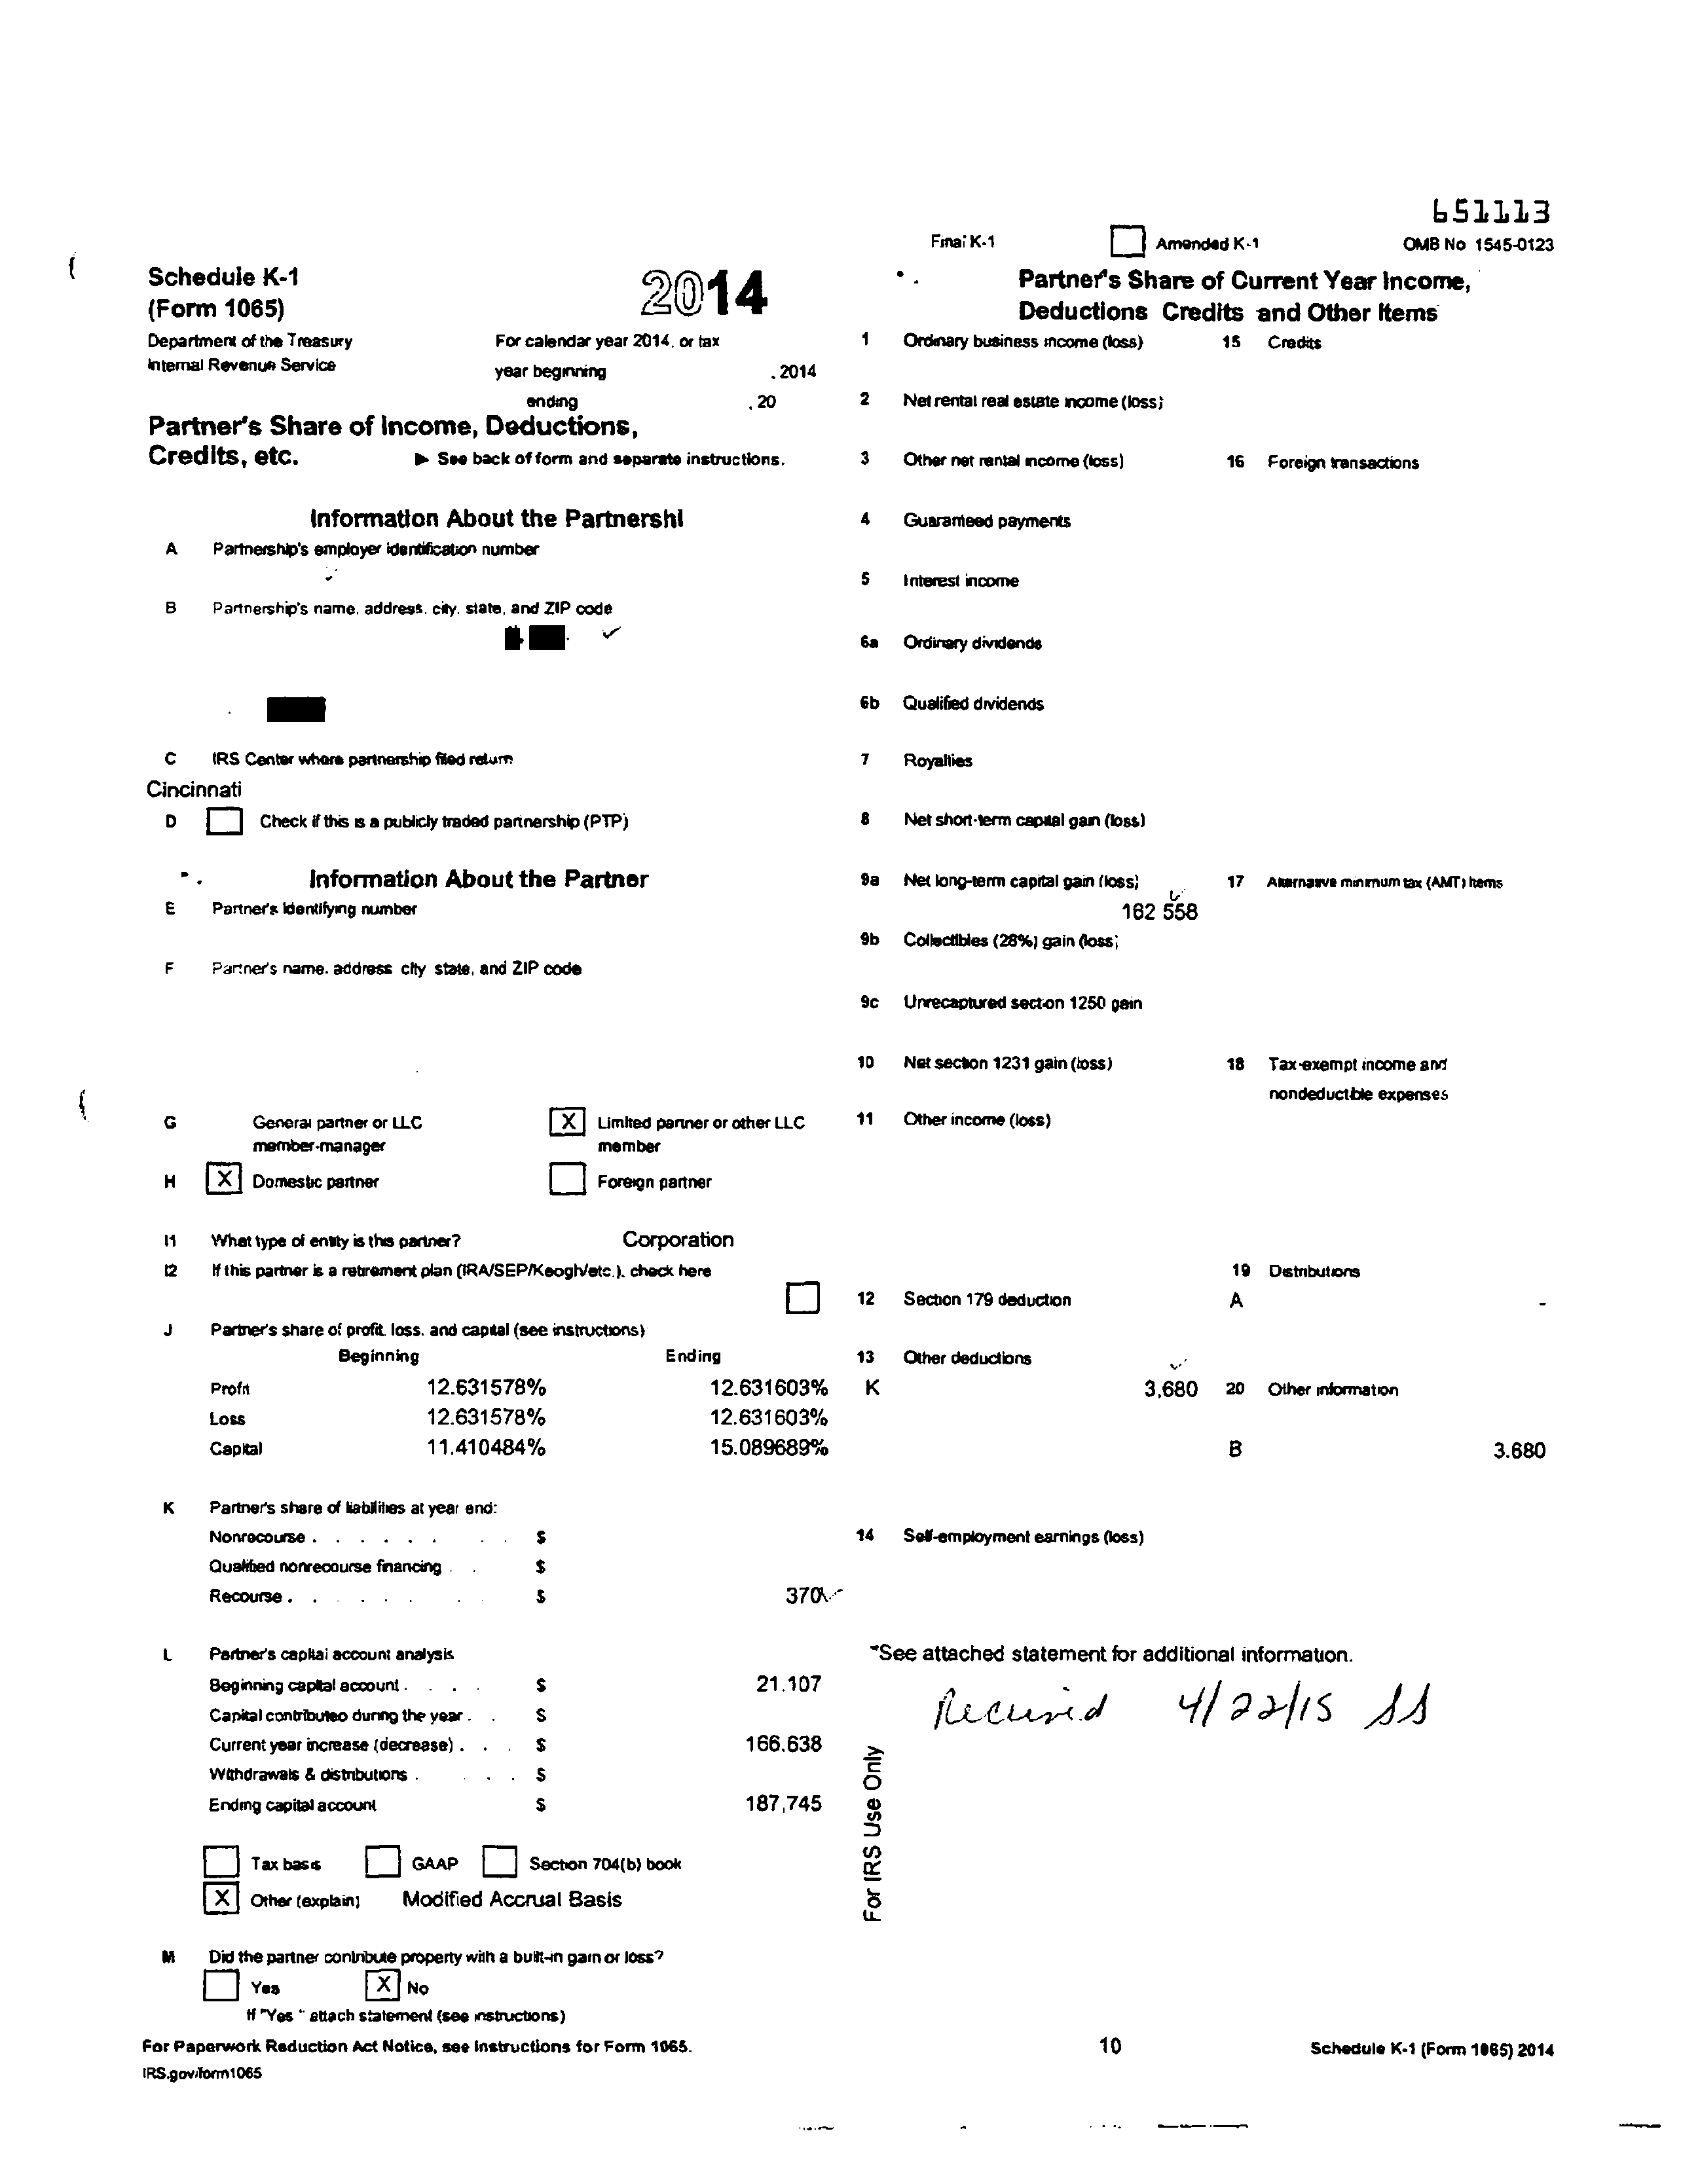 651113
Final K-1 Amended K-1 OMB No 1545-0123
Schedule K-1
(Form 1065)
2014
Department of the Treasury
Internal Revenue Service
For calendar year 2014, or tax
year beginning , 2014
ending , 20
Partner's Share of Income, Deductions,
Credits, etc. ► See back of form and separate instructions.
Information About the Partnershi
A Partnership's employer identification number
B Partnership's name, address, city, state, and ZIP code
C IRS Center where partnership filed return
Cincinnati
D Check if this is a publicly traded partnership (PTP)
Information About the Partner
E Partner's identifying number
F Partner's name, address city state, and ZIP code
G General partner or LLC
member-manager
X Limited partner or other LLC
member
H X Domestic partner Foreign partner
I1 What type of entity is this partner? Corporation
I2 If this partner is a retirement plan (IRA/SEP/Keogh/etc.), check here
J Partner's share of profit, loss, and capital (see instructions)
Beginning Ending
Profit 12.631578% 12.631603%
Loss 12.631578% 12.631603%
Capital 11.410484% 15.089689%
K Partner's share of liabilities at year end:
Nonrecourse . . . . . . . . $
Qualified nonrecourse financing . . $
Recourse . . . . . . . . $ 370
L Partner's capital account analysis
Beginning capital account . . . . $ 21.107
Capital contributed during the year . . $
Current year increase (decrease) . . . $ 166.638
Withdrawals & distributions . . . . $
Ending capital account $ 187,745
Tax basis GAAP Section 704(b) book
X Other (explain) Modified Accrual Basis
M Did the partner contribute property with a built-in gain or loss?
Yes X No
If "Yes " attach statement (see instructions)
Partner's Share of Current Year Income,
Deductions Credits and Other Items
1 Ordinary business income (loss) 15 Credits
2 Net rental real estate income (loss)
3 Other net rental income (loss) 16 Foreign transactions
4 Guaranteed payments
5 Interest income
6a Ordinary dividends
6b Qualified dividends
7 Royalties
8 Net short-term capital gain (loss)
9a Net long-term capital gain (loss) 17 Alternative minimum tax (AMT) items
162 558
9b Collectibles (28%) gain (loss)
9c Unrecaptured section 1250 gain
10 Net section 1231 gain (loss) 18 Tax-exempt income and
nondeductible expenses
11 Other income (loss)
19 Distributions
12 Section 179 deduction A -
13 Other deductions
K 3,680 20 Other information
B 3.680
14 Self-employment earnings (loss)
*See attached statement for additional information.
Received 4/22/15 SS
For IRS Use Only
For Paperwork Reduction Act Notice, see Instructions for Form 1065. 10 Schedule K-1 (Form 1065) 2014
IRS.gov/form1065